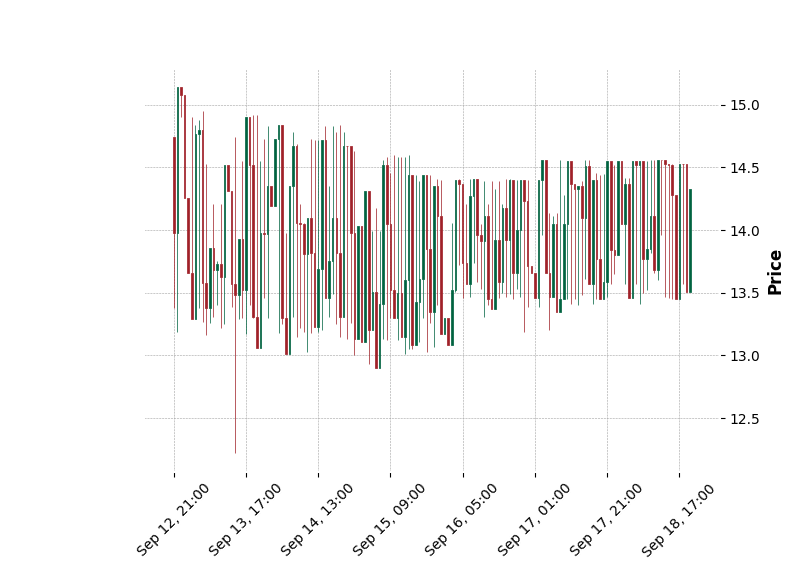 15.0
14.5
14.0
13.5
13.0
12.5
Price
Sep 12, 21:00
Sep 13, 17:00
Sep 14, 13:00
Sep 15, 09:00
Sep 16, 05:00
Sep 17, 01:00
Sep 17, 21:00
Sep 18, 17:00